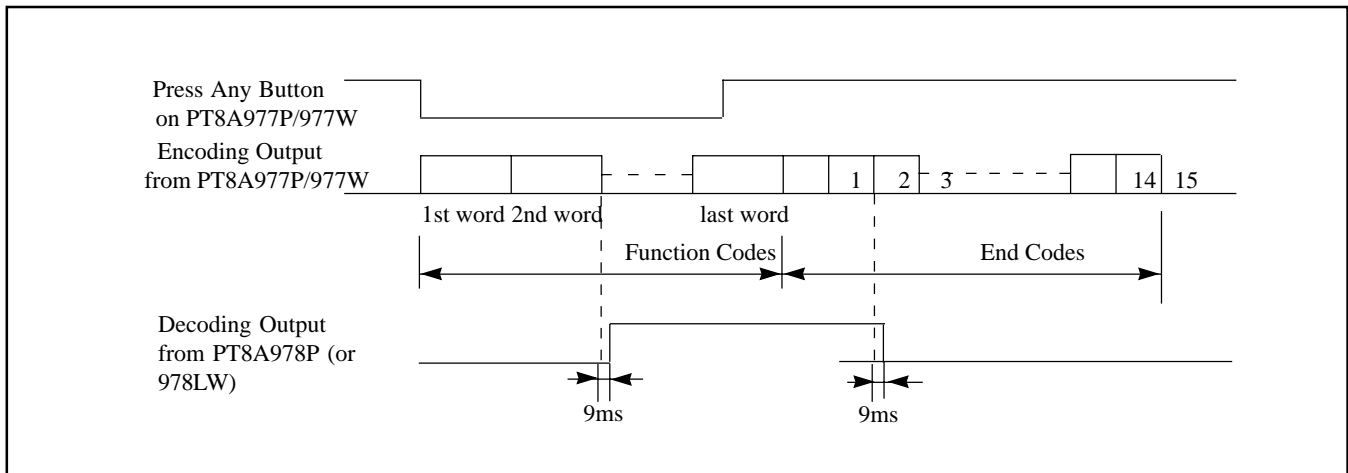 Press Any Button
on PT8A977P/977W
Encoding Output
from PT8A977P/977W
1 2 3 14 15
1st word 2nd word last word
Function Codes End Codes
Decoding Output
from PT8A978P (or
978LW)
9ms 9ms